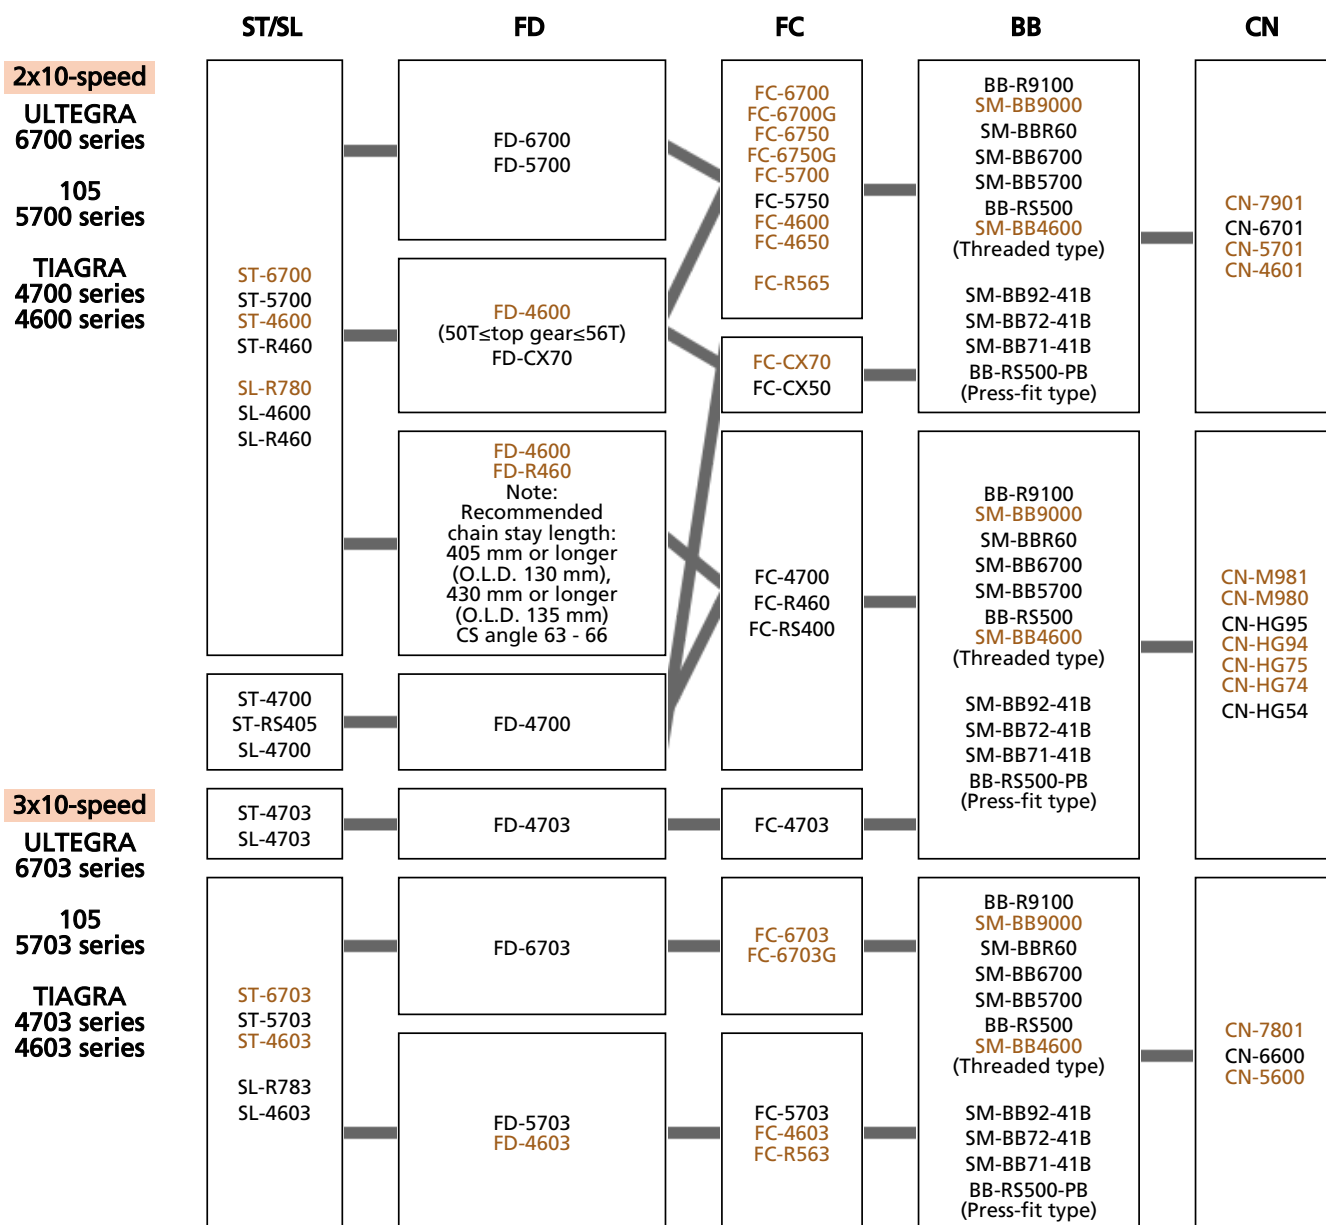 ST/SL
FD
FC
BB
CN
2x10-speed
ULTEGRA
6700 series
105
5700 series
TIAGRA
4700 series
4600 series
ST-6700
ST-5700
ST-4600
ST-R460
SL-R780
SL-4600
SL-R460
FD-6700
FD-5700
FD-4600
(50T≤top gear≤56T)
FD-CX70
FD-4600
FD-R460
Note:
Recommended
chain stay length:
405 mm or longer
(O.L.D. 130 mm),
430 mm or longer
(O.L.D. 135 mm)
CS angle 63 - 66
ST-4700
ST-RS405
SL-4700
FD-4700
FC-6700
FC-6700G
FC-6750
FC-6750G
FC-5700
FC-5750
FC-4600
FC-4650
FC-R565
FC-CX70
FC-CX50
FC-4700
FC-R460
FC-RS400
BB-R9100
SM-BB9000
SM-BBR60
SM-BB6700
SM-BB5700
BB-RS500
SM-BB4600
(Threaded type)
SM-BB92-41B
SM-BB72-41B
SM-BB71-41B
BB-RS500-PB
(Press-fit type)
CN-7901
CN-6701
CN-5701
CN-4601
BB-R9100
SM-BB9000
SM-BBR60
SM-BB6700
SM-BB5700
BB-RS500
SM-BB4600
(Threaded type)
SM-BB92-41B
SM-BB72-41B
SM-BB71-41B
BB-RS500-PB
(Press-fit type)
CN-M981
CN-M980
CN-HG95
CN-HG94
CN-HG75
CN-HG74
CN-HG54
3x10-speed
ULTEGRA
6703 series
105
5703 series
TIAGRA
4703 series
4603 series
ST-4703
SL-4703
FD-4703
FC-4703
ST-6703
ST-5703
ST-4603
SL-R783
SL-4603
FD-6703
FC-6703
FC-6703G
FD-5703
FD-4603
FC-5703
FC-4603
FC-R563
BB-R9100
SM-BB9000
SM-BBR60
SM-BB6700
SM-BB5700
BB-RS500
SM-BB4600
(Threaded type)
SM-BB92-41B
SM-BB72-41B
SM-BB71-41B
BB-RS500-PB
(Press-fit type)
CN-7801
CN-6600
CN-5600